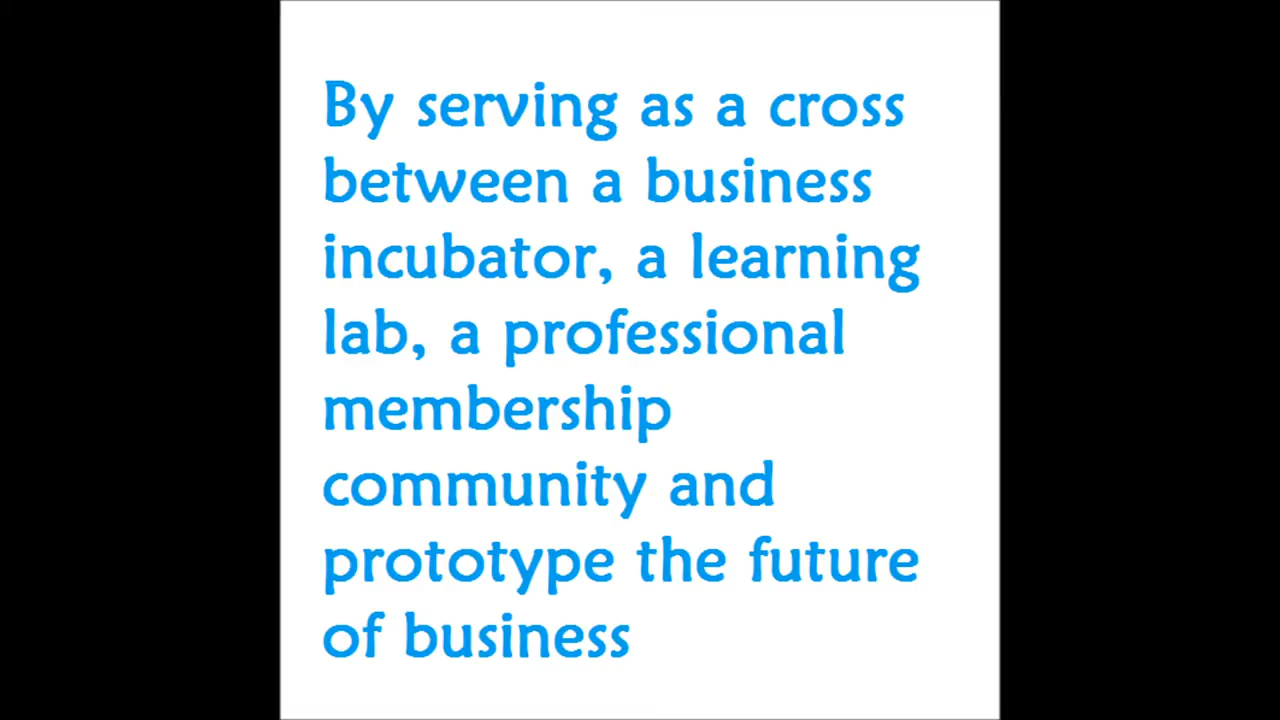 By serving as a cross
between a business
incubator, a learning
lab, a professional
membership
community and
prototype the future
of business